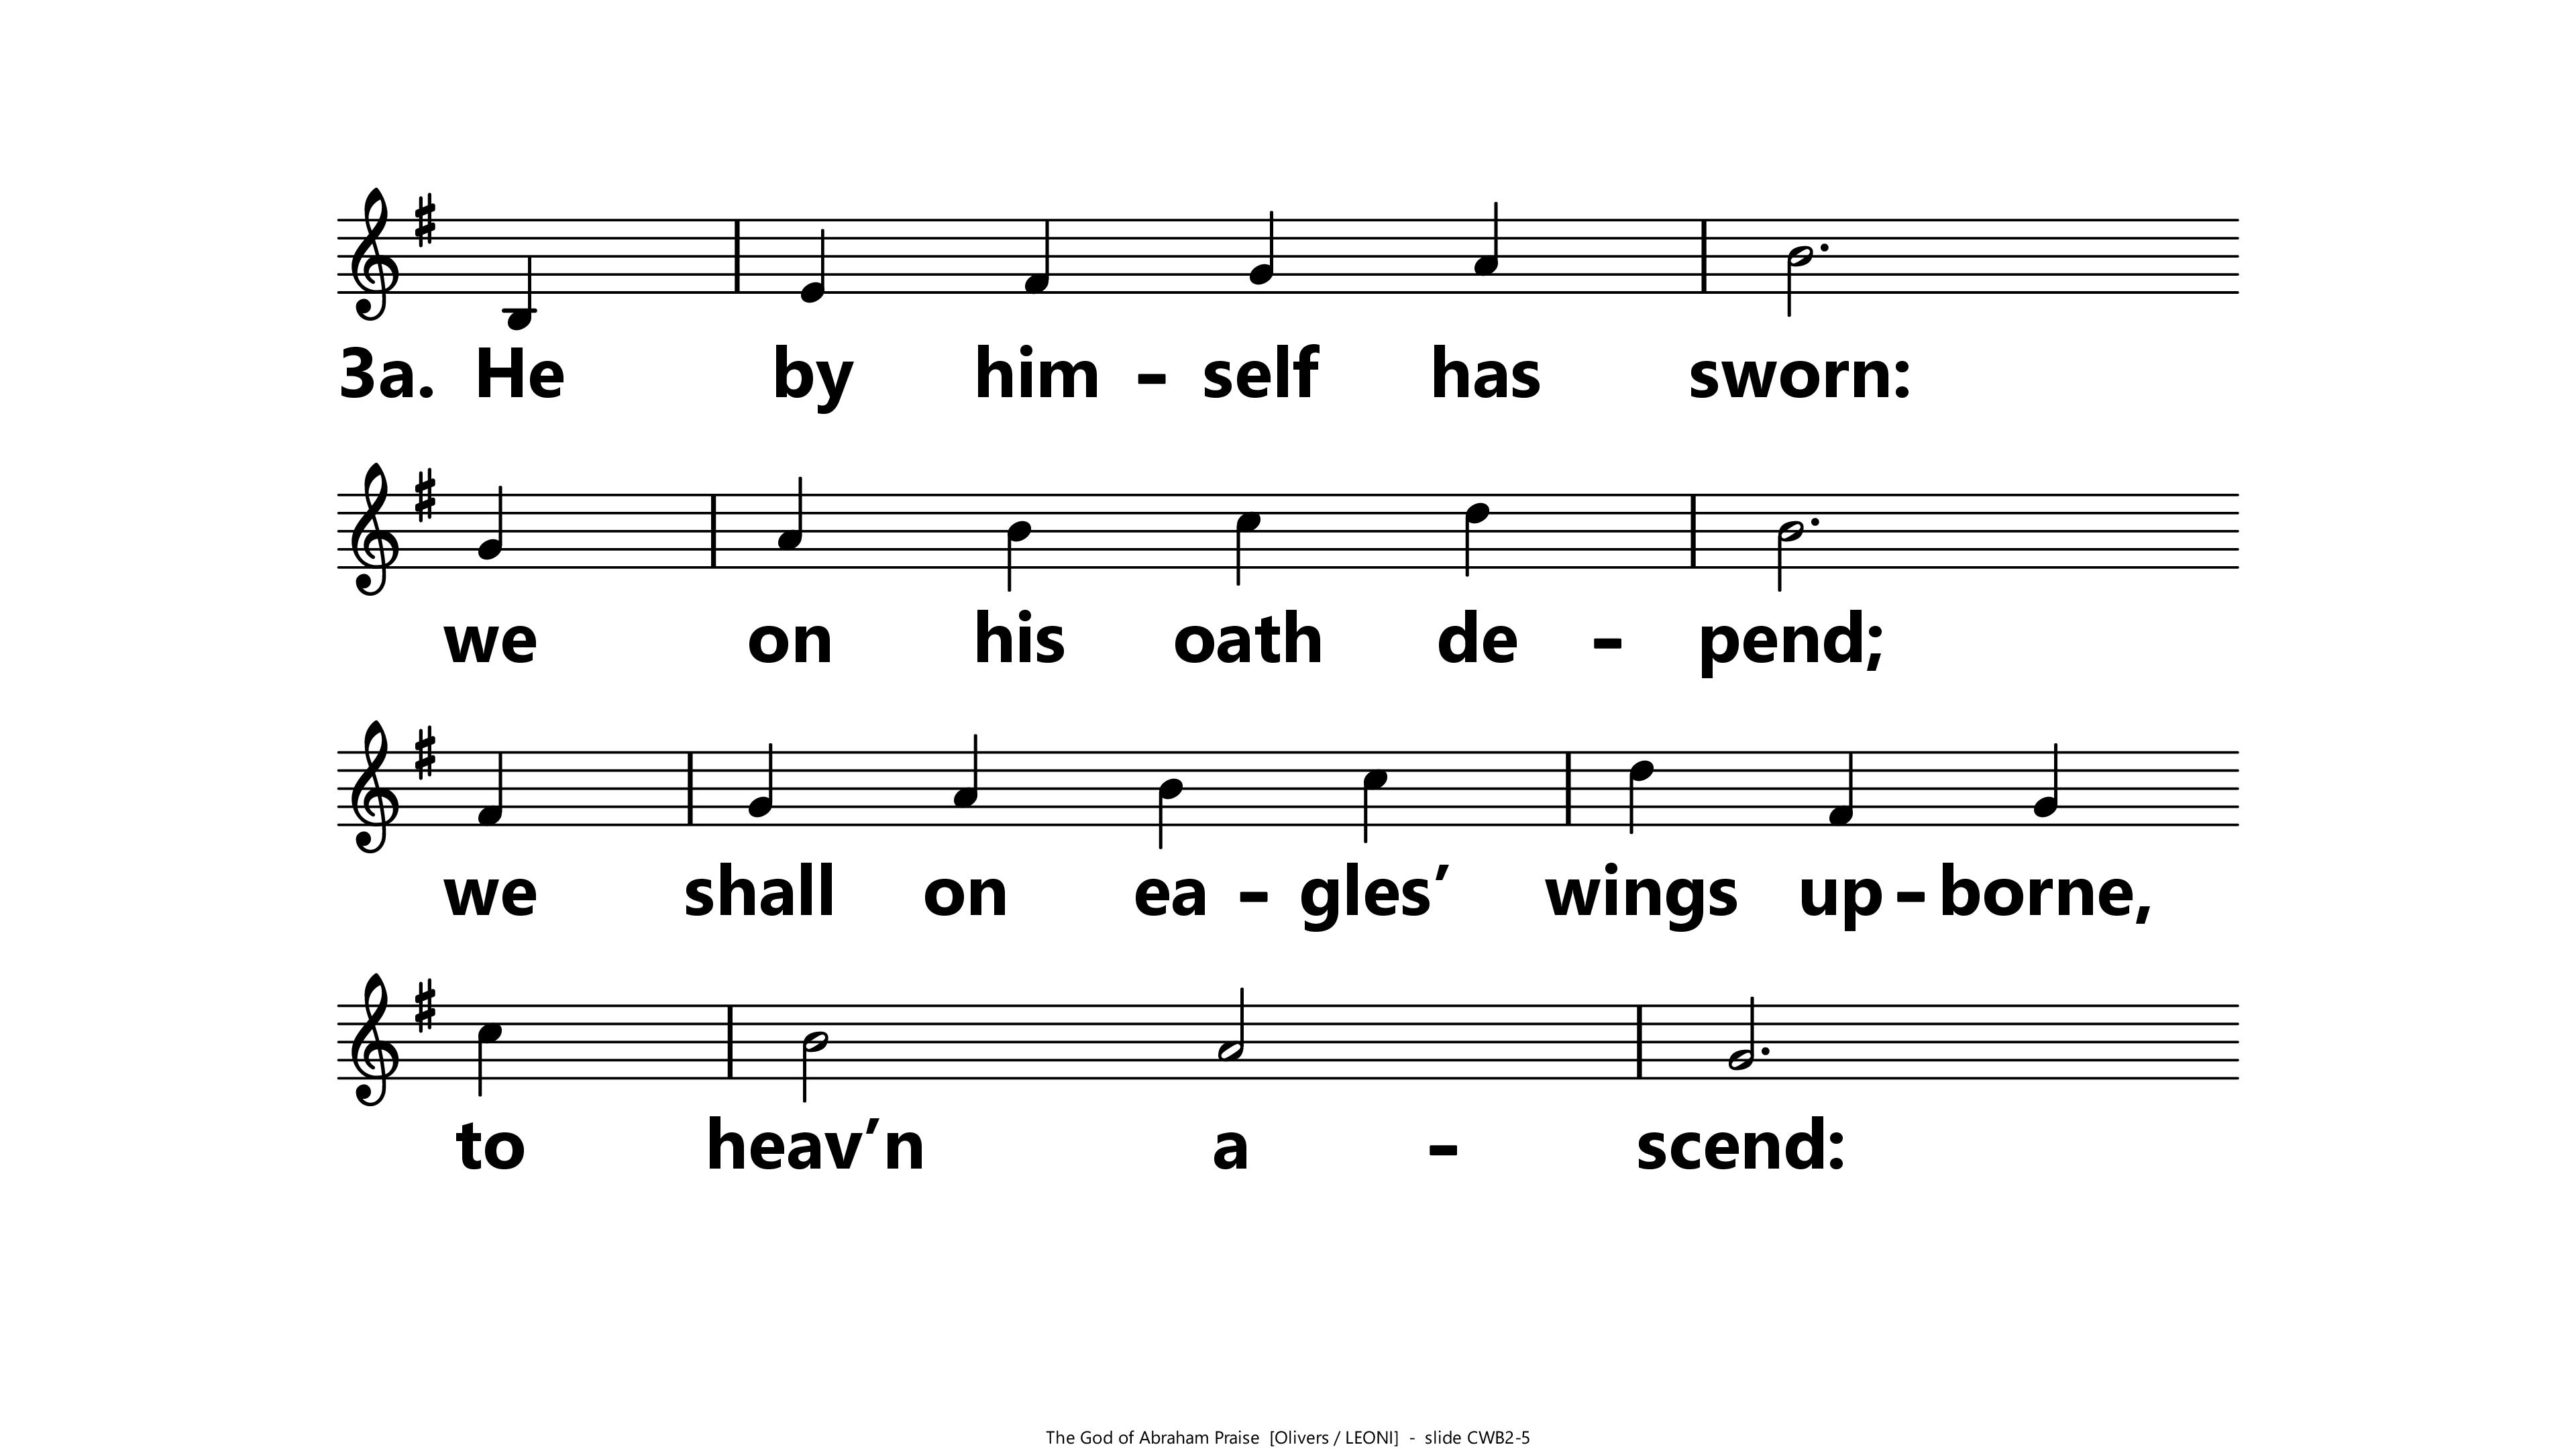 3a. He by him - self has sworn:
we on his oath de - pend;
we shall on ea - gles’ wings up - borne,
to heav’n a - scend:
The God of Abraham Praise [Olivers / LEONI] - slide CWB2-5